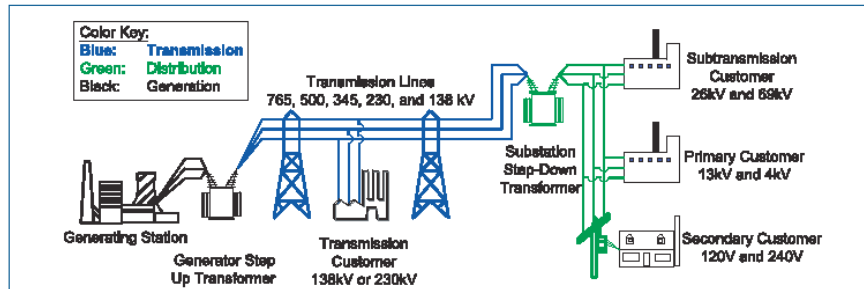 Color Key:
Blue: Transmission
Green: Distribution
Black: Generation
Transmission Lines
765, 500, 345, 230, and 138 kV
Subtransmission
Customer
26kV and 69kV
Substation
Step-Down
Transformer
Primary Customer
13kV and 4kV
Generating Station
Generator Step
Up Transformer
Transmission
Customer
138kV or 230kV
Secondary Customer
120V and 240V